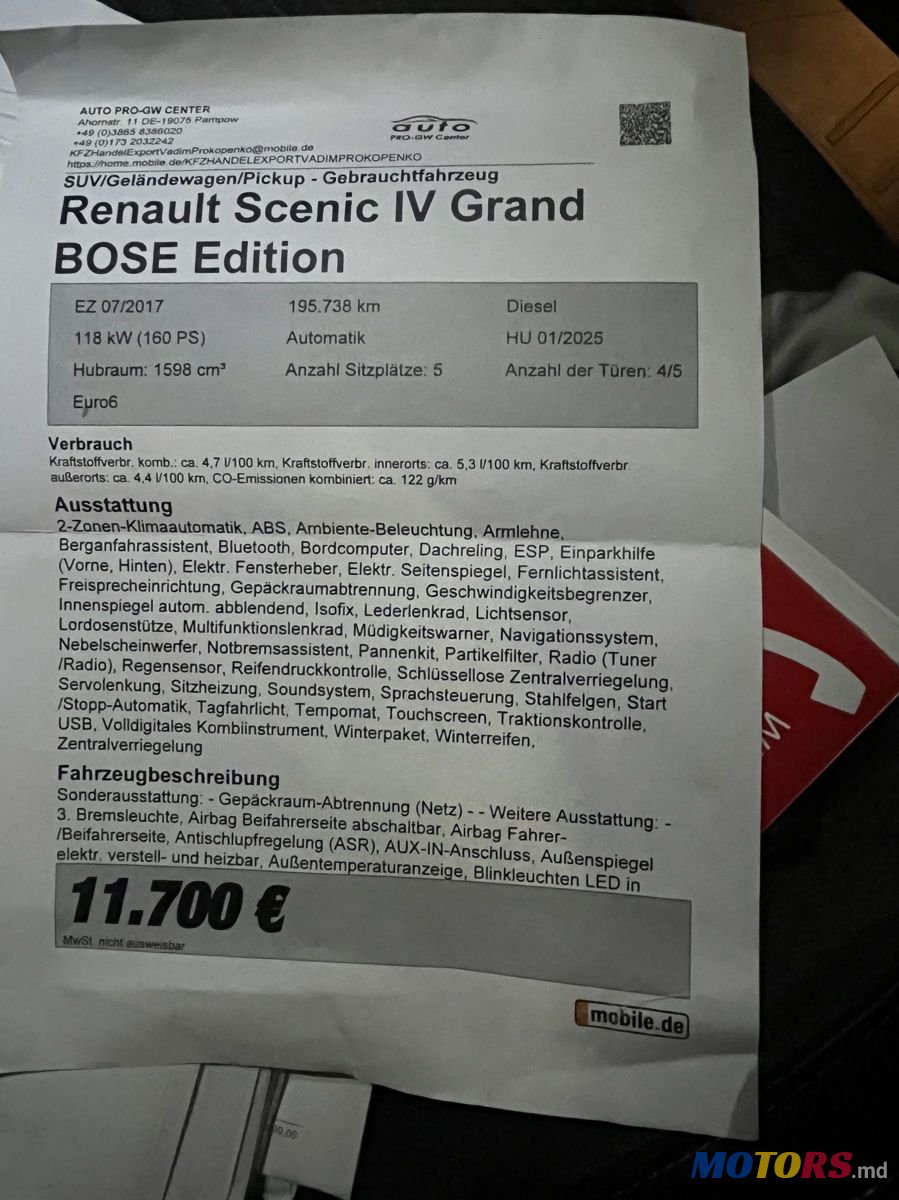 AUTO PRO-GW CENTER
Ahornstr. 11 DE-19075 Pampow
+49 (0)3865 8386020
+49 (0)173 2032242
KFZHandelExportVadimProkopenko@mobile.de
https://home.mobile.de/KFZHANDELEXPORTVADIMPROKOPENKO
auto
PRO-GW Center
SUV/Geländewagen/Pickup - Gebrauchtfahrzeug
Renault Scenic IV Grand
BOSE Edition
EZ 07/2017 195.738 km Diesel
118 kW (160 PS) Automatik HU 01/2025
Hubraum: 1598 cm³ Anzahl Sitzplätze: 5 Anzahl der Türen: 4/5
Euro6
Verbrauch
Kraftstoffverbr. komb.: ca. 4,7 l/100 km, Kraftstoffverbr. innerorts: ca. 5,3 l/100 km, Kraftstoffverbr.
außerorts: ca. 4,4 l/100 km, CO-Emissionen kombiniert: ca. 122 g/km
Ausstattung
2-Zonen-Klimaautomatik, ABS, Ambiente-Beleuchtung, Armlehne,
Berganfahrassistent, Bluetooth, Bordcomputer, Dachreling, ESP, Einparkhilfe
(Vorne, Hinten), Elektr. Fensterheber, Elektr. Seitenspiegel, Fernlichtassistent,
Freisprecheinrichtung, Gepäckraumabtrennung, Geschwindigkeitsbegrenzer,
Innenspiegel autom. abblendend, Isofix, Lederlenkrad, Lichtsensor,
Lordosenstütze, Multifunktionslenkrad, Müdigkeitswarner, Navigationssystem,
Nebelscheinwerfer, Notbremsassistent, Pannenkit, Partikelfilter, Radio (Tuner
/Radio), Regensensor, Reifendruckkontrolle, Schlüssellose Zentralverriegelung,
Servolenkung, Sitzheizung, Soundsystem, Sprachsteuerung, Stahlfelgen, Start
/Stopp-Automatik, Tagfahrlicht, Tempomat, Touchscreen, Traktionskontrolle,
USB, Volldigitales Kombiinstrument, Winterpaket, Winterreifen,
Zentralverriegelung
Fahrzeugbeschreibung
Sonderausstattung: - Gepäckraum-Abtrennung (Netz) - - Weitere Ausstattung: -
3. Bremsleuchte, Airbag Beifahrerseite abschaltbar, Airbag Fahrer-
/Beifahrerseite, Antischlupfregelung (ASR), AUX-IN-Anschluss, Außenspiegel
elektr. verstell- und heizbar, Außentemperaturanzeige, Blinkleuchten LED in
11.700 €
MwSt. nicht ausweisbar
mobile.de
MOTORS.md